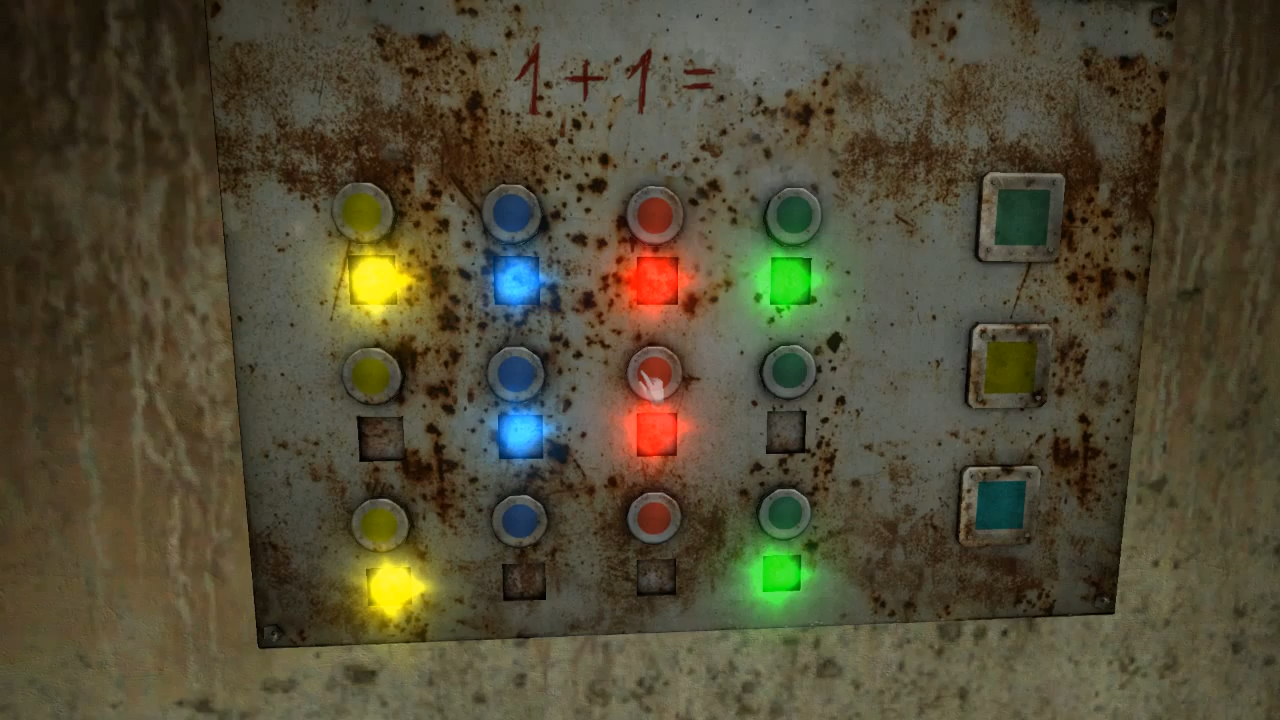 1 + 1 =